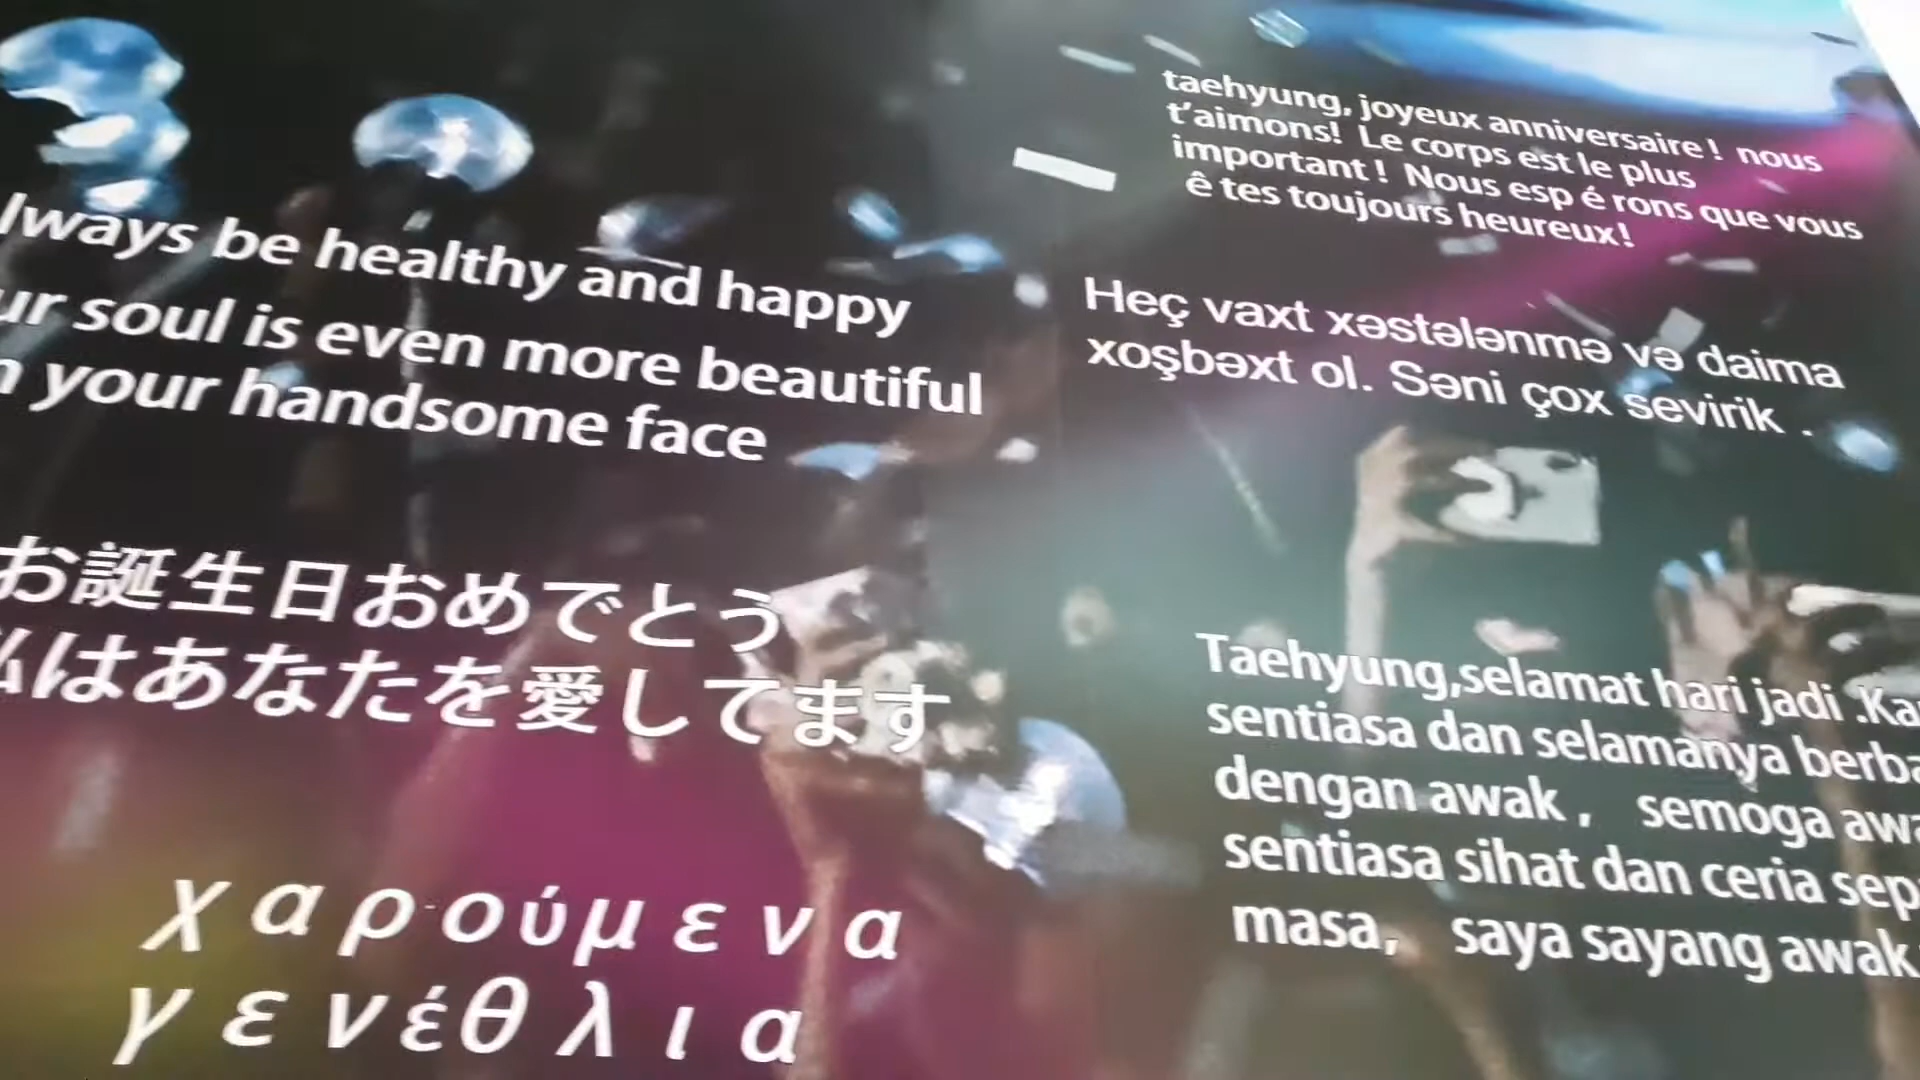 be healthy and happy
soul is even more beautiful
your handsome face
お誕生日おめでとう
私はあなたを愛してます
χαρούμενα
γενέθλια
taehyung, joyeux anniversaire ! nous
t'aimons! Le corps est le plus
important ! Nous esp é rons que vous
ê tes toujours heureux!
Heç vaxt xəstələnmə və daima
xoşbəxt ol. Səni çox sevirik .
Taehyung,selamat hari jadi .
sentiasa dan selamanya
dengan awak , semoga
sentiasa sihat dan ceria
masa, saya sayang awak